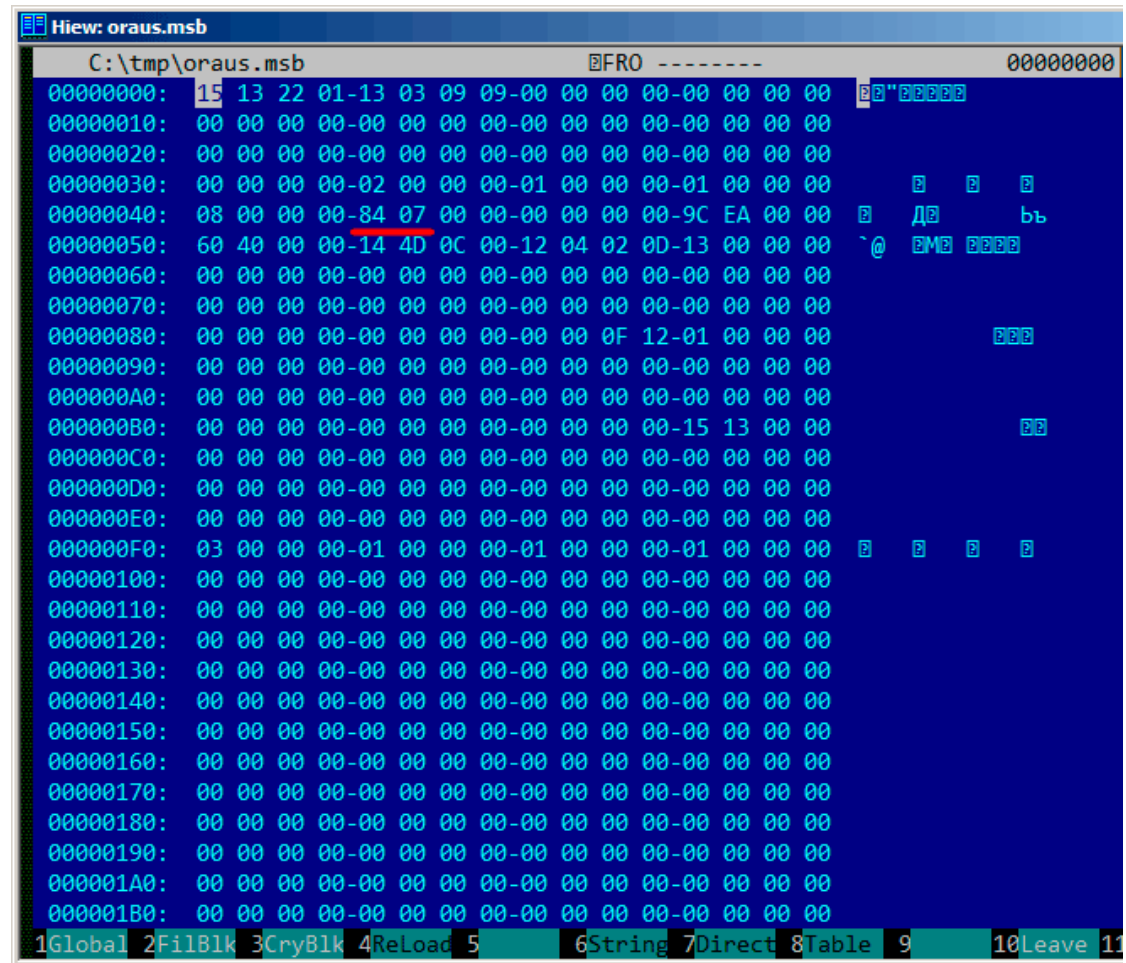 Hiew: oraus.msb
C:\tmp\oraus.msb FRO -------- 00000000
00000000: 15 13 22 01-13 03 09 09-00 00 00 00-00 00 00 00 "
00000010: 00 00 00 00-00 00 00 00-00 00 00 00-00 00 00 00
00000020: 00 00 00 00-00 00 00 00-00 00 00 00-00 00 00 00
00000030: 00 00 00 00-02 00 00 00-01 00 00 00-01 00 00 00
00000040: 08 00 00 00-84 07 00 00-00 00 00 00-9C EA 00 00 Д Ьъ
00000050: 60 40 00 00-14 4D 0C 00-12 04 02 0D-13 00 00 00 `@ М
00000060: 00 00 00 00-00 00 00 00-00 00 00 00-00 00 00 00
00000070: 00 00 00 00-00 00 00 00-00 00 00 00-00 00 00 00
00000080: 00 00 00 00-00 00 00 00-00 00 0F 12-01 00 00 00
00000090: 00 00 00 00-00 00 00 00-00 00 00 00-00 00 00 00
000000A0: 00 00 00 00-00 00 00 00-00 00 00 00-00 00 00 00
000000B0: 00 00 00 00-00 00 00 00-00 00 00 00-15 13 00 00
000000C0: 00 00 00 00-00 00 00 00-00 00 00 00-00 00 00 00
000000D0: 00 00 00 00-00 00 00 00-00 00 00 00-00 00 00 00
000000E0: 00 00 00 00-00 00 00 00-00 00 00 00-00 00 00 00
000000F0: 03 00 00 00-01 00 00 00-01 00 00 00-01 00 00 00
00000100: 00 00 00 00-00 00 00 00-00 00 00 00-00 00 00 00
00000110: 00 00 00 00-00 00 00 00-00 00 00 00-00 00 00 00
00000120: 00 00 00 00-00 00 00 00-00 00 00 00-00 00 00 00
00000130: 00 00 00 00-00 00 00 00-00 00 00 00-00 00 00 00
00000140: 00 00 00 00-00 00 00 00-00 00 00 00-00 00 00 00
00000150: 00 00 00 00-00 00 00 00-00 00 00 00-00 00 00 00
00000160: 00 00 00 00-00 00 00 00-00 00 00 00-00 00 00 00
00000170: 00 00 00 00-00 00 00 00-00 00 00 00-00 00 00 00
00000180: 00 00 00 00-00 00 00 00-00 00 00 00-00 00 00 00
00000190: 00 00 00 00-00 00 00 00-00 00 00 00-00 00 00 00
000001A0: 00 00 00 00-00 00 00 00-00 00 00 00-00 00 00 00
000001B0: 00 00 00 00-00 00 00 00-00 00 00 00-00 00 00 00
1Global 2FilBlk 3CryBlk 4ReLoad 5 6String 7Direct 8Table 9 10Leave 11